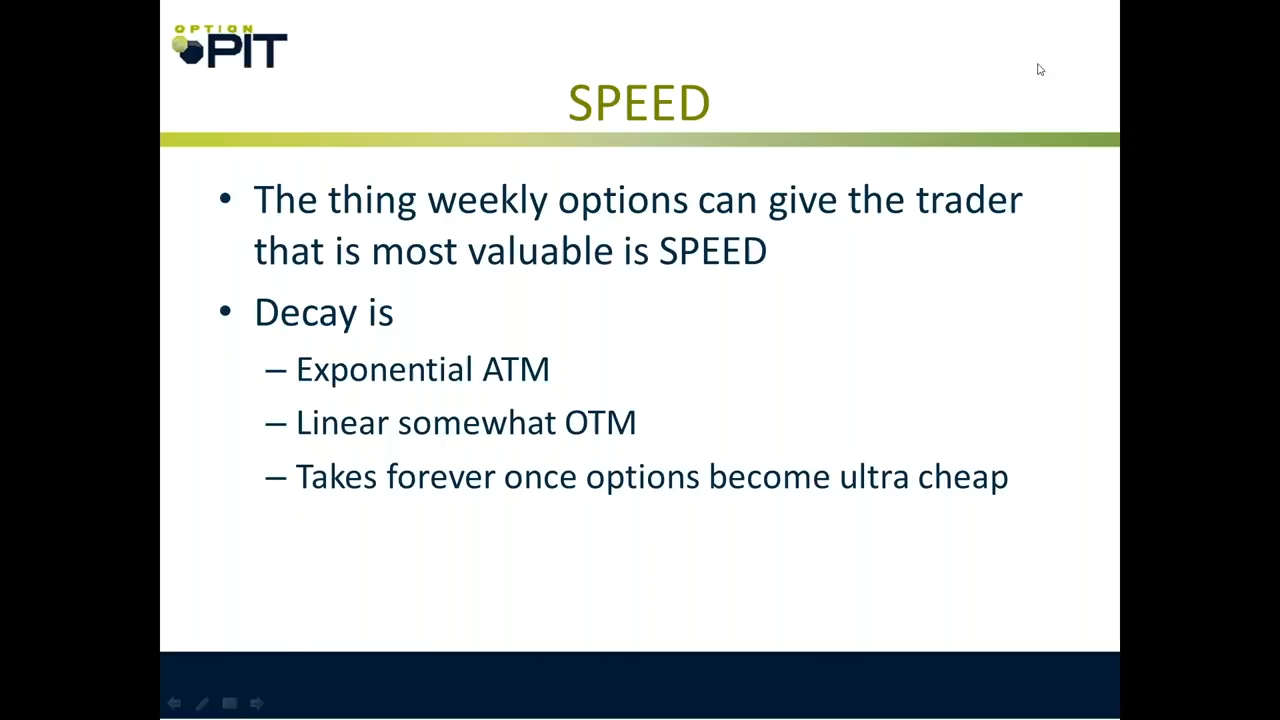 OPTION
PIT
SPEED
• The thing weekly options can give the trader
that is most valuable is SPEED
• Decay is
– Exponential ATM
– Linear somewhat OTM
– Takes forever once options become ultra cheap